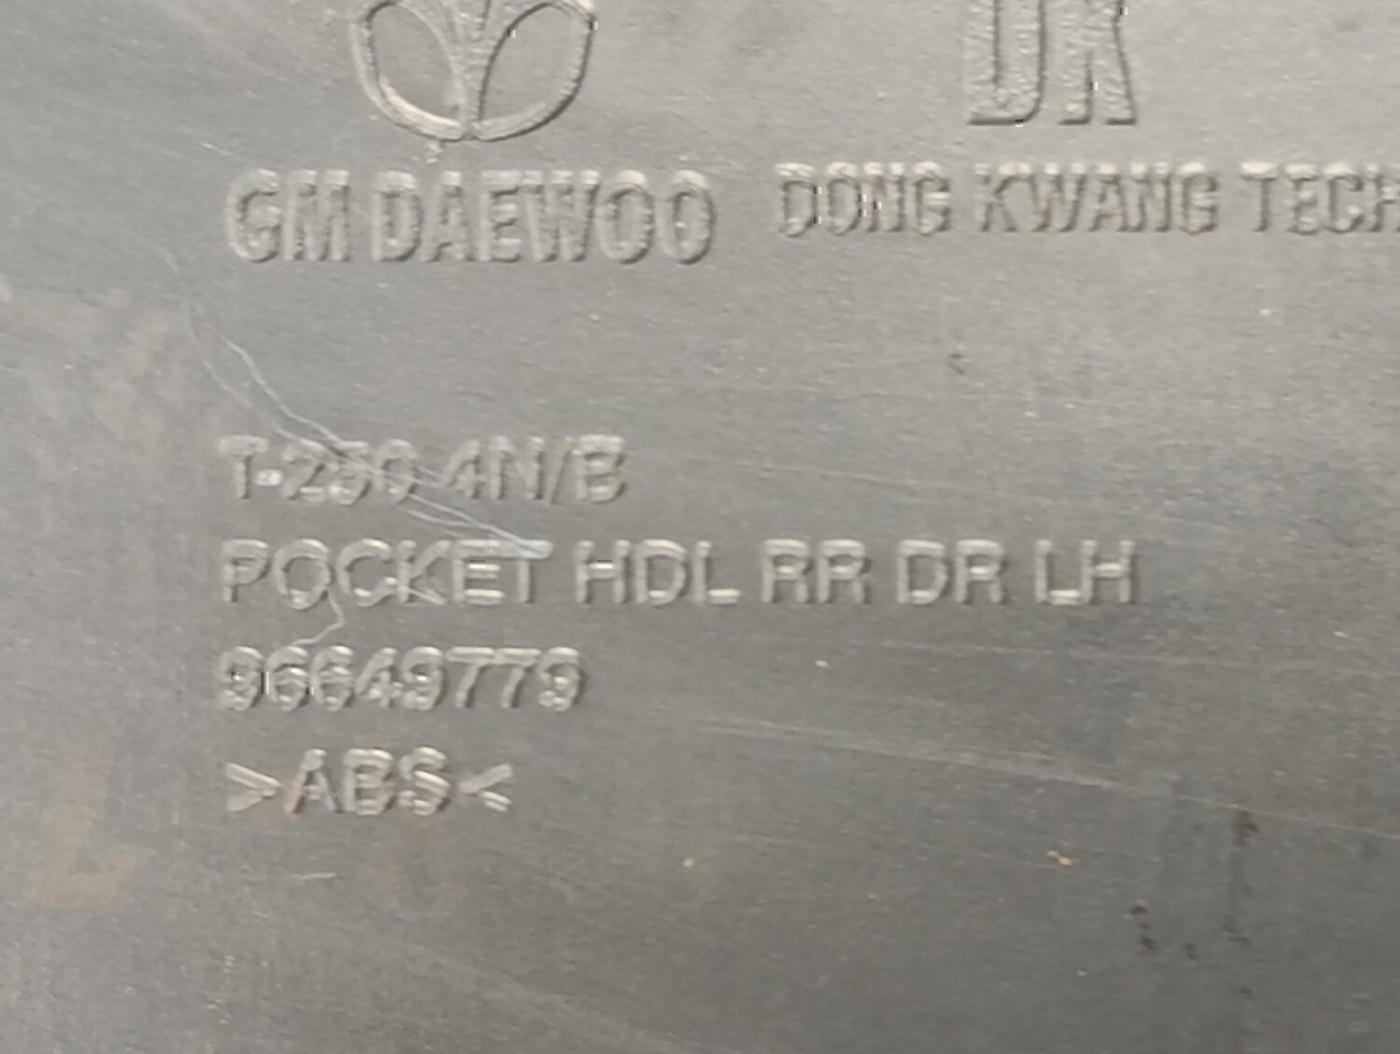 DK
GM DAEWOO
DONG KWANG TECH
T-250 4N/B
POCKET HDL RR DR LH
96649779
>ABS<